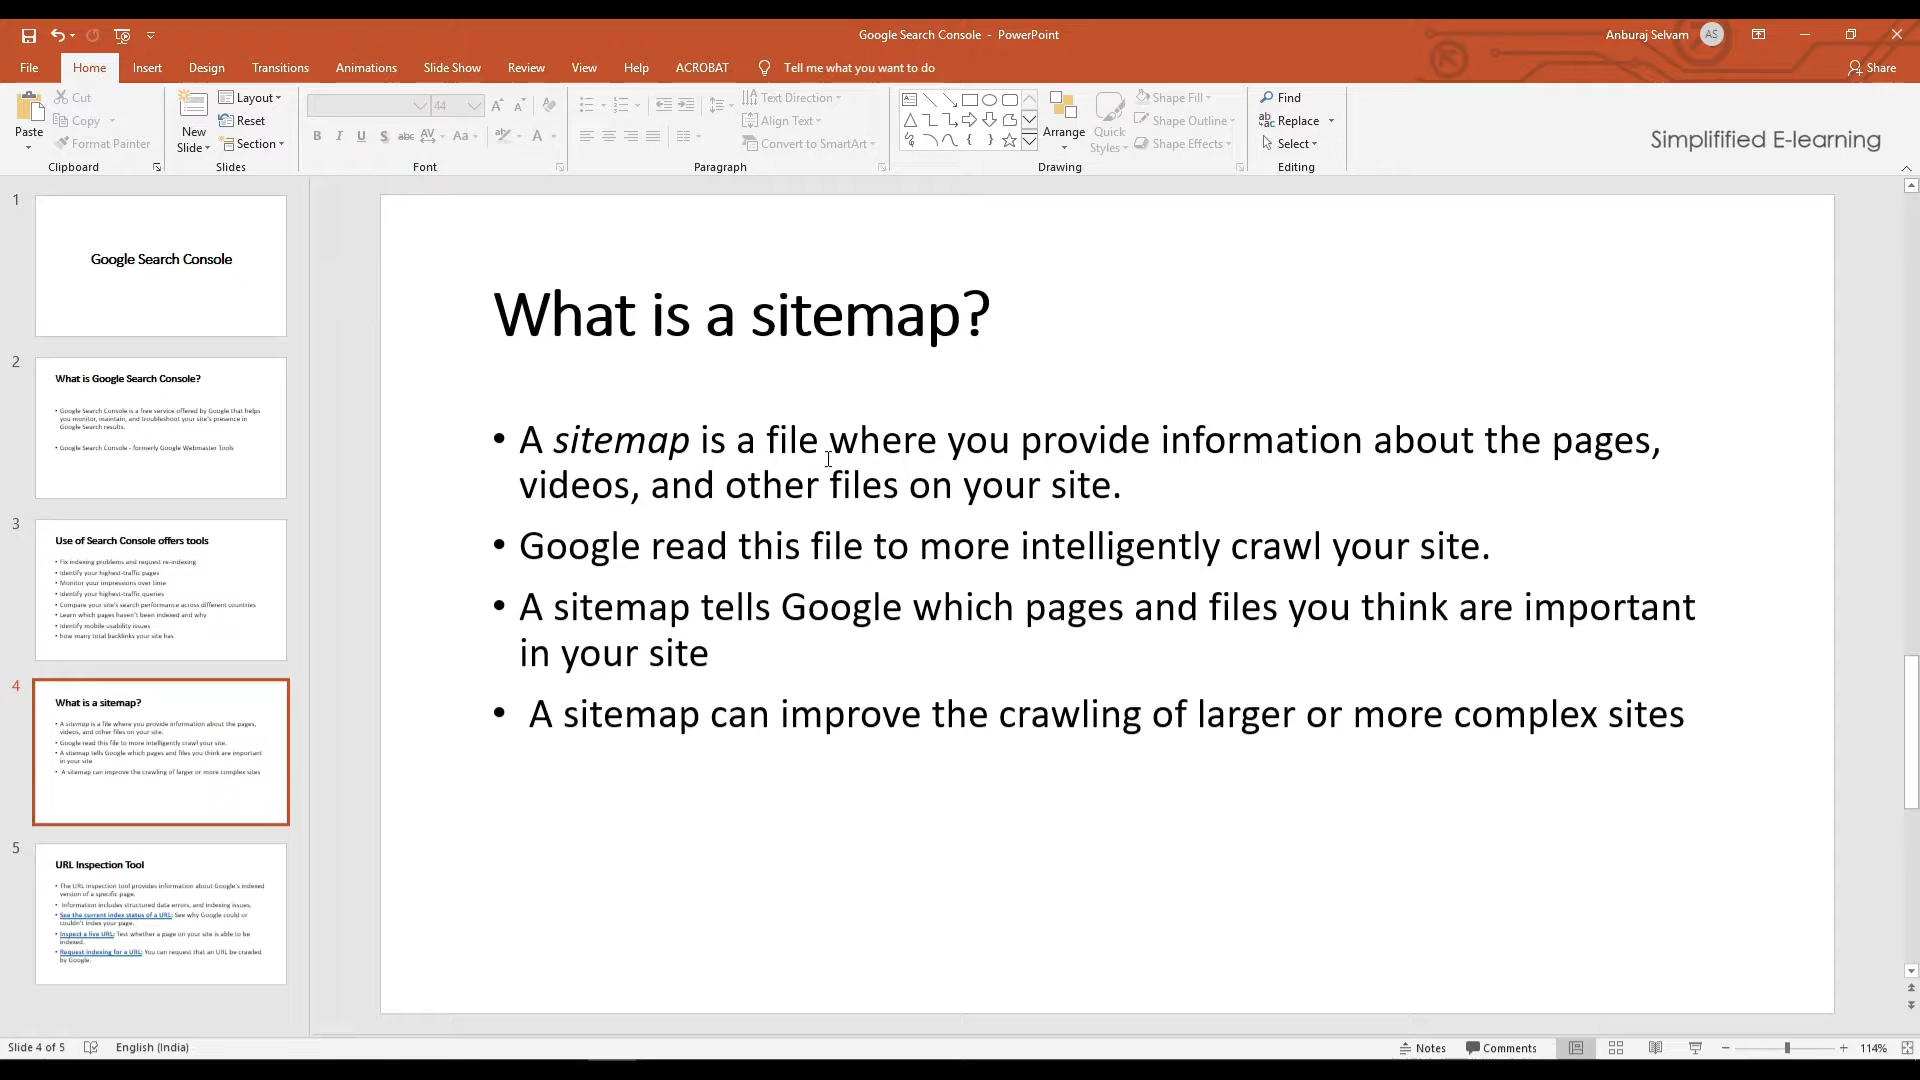 Google Search Console - PowerPoint
Anburaj Selvam AS
File Home Insert Design Transitions Animations Slide Show Review View Help ACROBAT Tell me what you want to do Share
Paste
Cut
Copy
Format Painter
Clipboard
New
Slide
Layout
Reset
Section
Slides
44
B I U S abc AV Aa A
Font
Text Direction
Align Text
Convert to SmartArt
Paragraph
Arrange
Quick
Styles
Shape Fill
Shape Outline
Shape Effects
Drawing
Find
Replace
Select
Editing
Simplifified E-learning
1
Google Search Console
2
What is Google Search Console?
• Google Search Console is a free service offered by Google that helps
you monitor, maintain, and troubleshoot your site's presence in
Google Search results.
• Google Search Console - formerly Google Webmaster Tools
3
Use of Search Console offers tools
• Fix indexing problems and request re-indexing
• Identify your highest-traffic pages
• Monitor your impressions over time
• Identify your highest-traffic queries
• Compare your site's search performance across different countries
• Learn which pages haven't been indexed and why
• Identify mobile usability issues
• how many total backlinks your site has
4
What is a sitemap?
• A sitemap is a file where you provide information about the pages,
videos, and other files on your site.
• Google read this file to more intelligently crawl your site.
• A sitemap tells Google which pages and files you think are important
in your site
• A sitemap can improve the crawling of larger or more complex sites
5
URL Inspection Tool
• The URL Inspection tool provides information about Google's indexed
version of a specific page.
• Information includes structured data errors, and indexing issues.
• See the current index status of a URL: See why Google could or
couldn't index your page.
• Inspect a live URL: Test whether a page on your site is able to be
indexed.
• Request indexing for a URL: You can request that an URL be crawled
by Google.
What is a sitemap?
• A sitemap is a file where you provide information about the pages,
videos, and other files on your site.
• Google read this file to more intelligently crawl your site.
• A sitemap tells Google which pages and files you think are important
in your site
• A sitemap can improve the crawling of larger or more complex sites
Slide 4 of 5 English (India) Notes Comments 114%